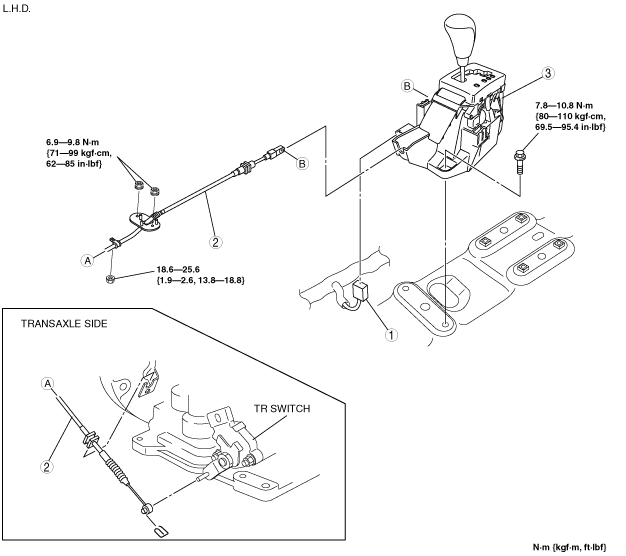 L.H.D.
B
3
7.8—10.8 N·m
{80—110 kgf·cm,
69.5—95.4 in·lbf}
6.9—9.8 N·m
{71—99 kgf·cm,
62—85 in·lbf}
B
2
A
18.6—25.6
{1.9—2.6, 13.8—18.8}
1
TRANSAXLE SIDE
A
TR SWITCH
2
N·m {kgf·m, ft·lbf}